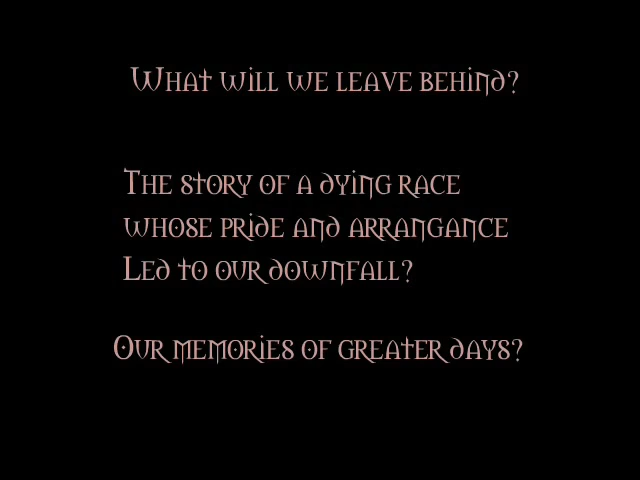 What will we leave behind?
The story of a dying race
whose pride and arrangance
Led to our downfall?
Our memories of greater days?